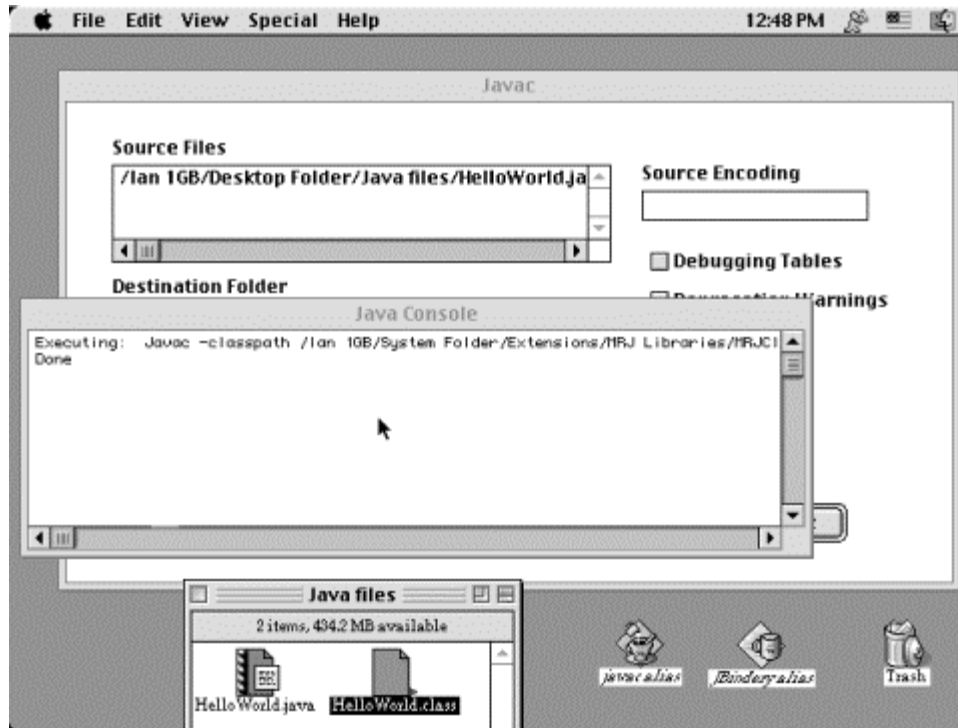 File Edit View Special Help 12:48 PM
Javac
Source Files
/Ian 1GB/Desktop Folder/Java files/HelloWorld.ja
Source Encoding
Debugging Tables
Destination Folder
Deprecation Warnings
Java Console
Executing: Javac -classpath /Ian 1GB/System Folder/Extensions/MRJ Libraries/MRJCl
Done
Java files
2 items, 434.2 MB available
HelloWorld.java HelloWorld.class
javac alias JBindery alias Trash